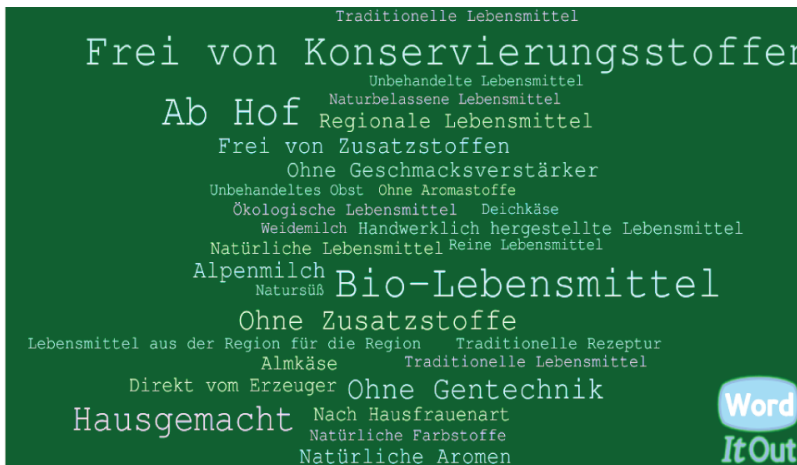 Traditionelle Lebensmittel
Frei von Konservierungsstoffen
Unbehandelte Lebensmittel
Naturbelassene Lebensmittel
Ab Hof Regionale Lebensmittel
Frei von Zusatzstoffen
Ohne Geschmacksverstärker
Unbehandeltes Obst Ohne Aromastoffe
Ökologische Lebensmittel Deichkäse
Weidemilch Handwerklich hergestellte Lebensmittel
Natürliche Lebensmittel Reine Lebensmittel
Alpenmilch Bio-Lebensmittel
Natursüß
Ohne Zusatzstoffe
Lebensmittel aus der Region für die Region Traditionelle Rezeptur
Almkäse Traditionelle Lebensmittel
Direkt vom Erzeuger Ohne Gentechnik
Hausgemacht Nach Hausfrauenart
Natürliche Farbstoffe
Natürliche Aromen
Word
It Out